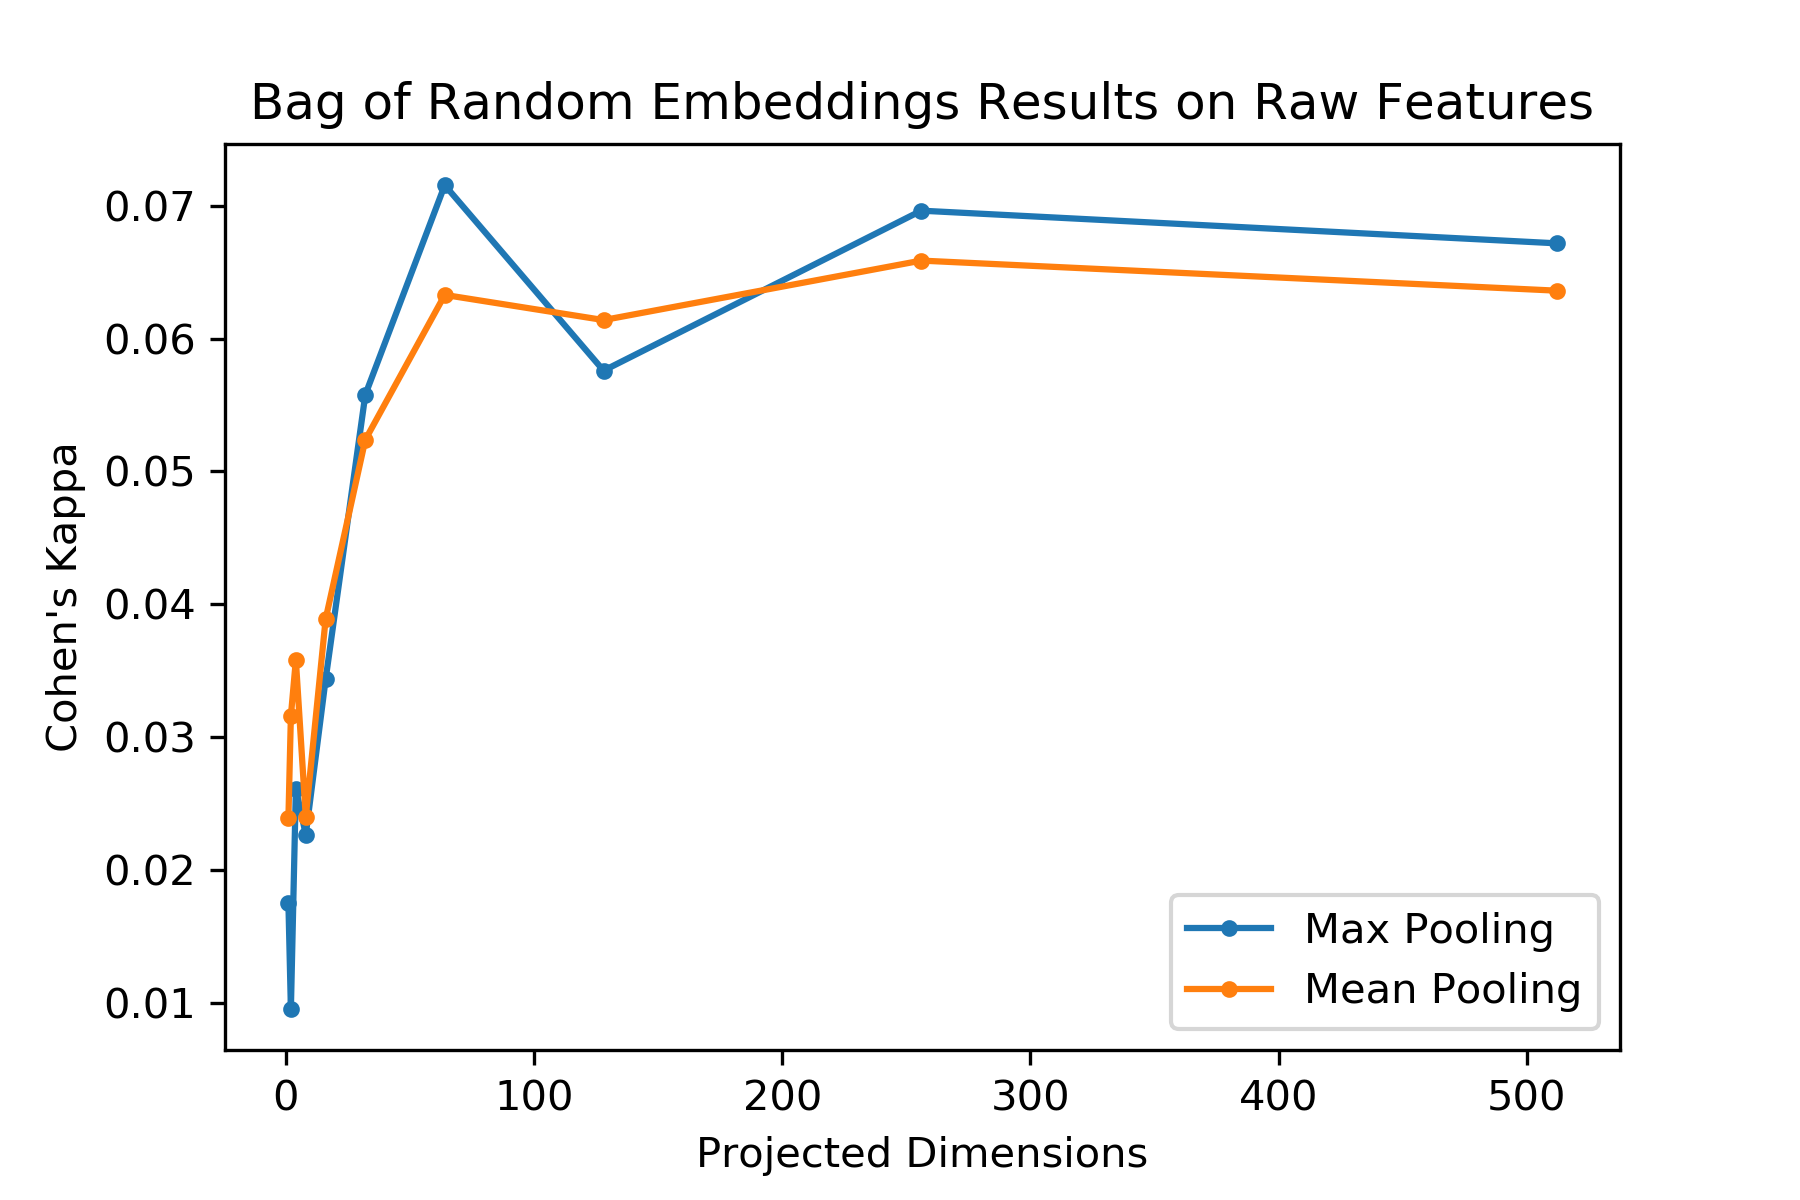 Bag of Random Embeddings Results on Raw Features
0.07
0.06
0.05
0.04
0.03
0.02
0.01
Cohen's Kappa
Max Pooling
Mean Pooling
0 100 200 300 400 500
Projected Dimensions